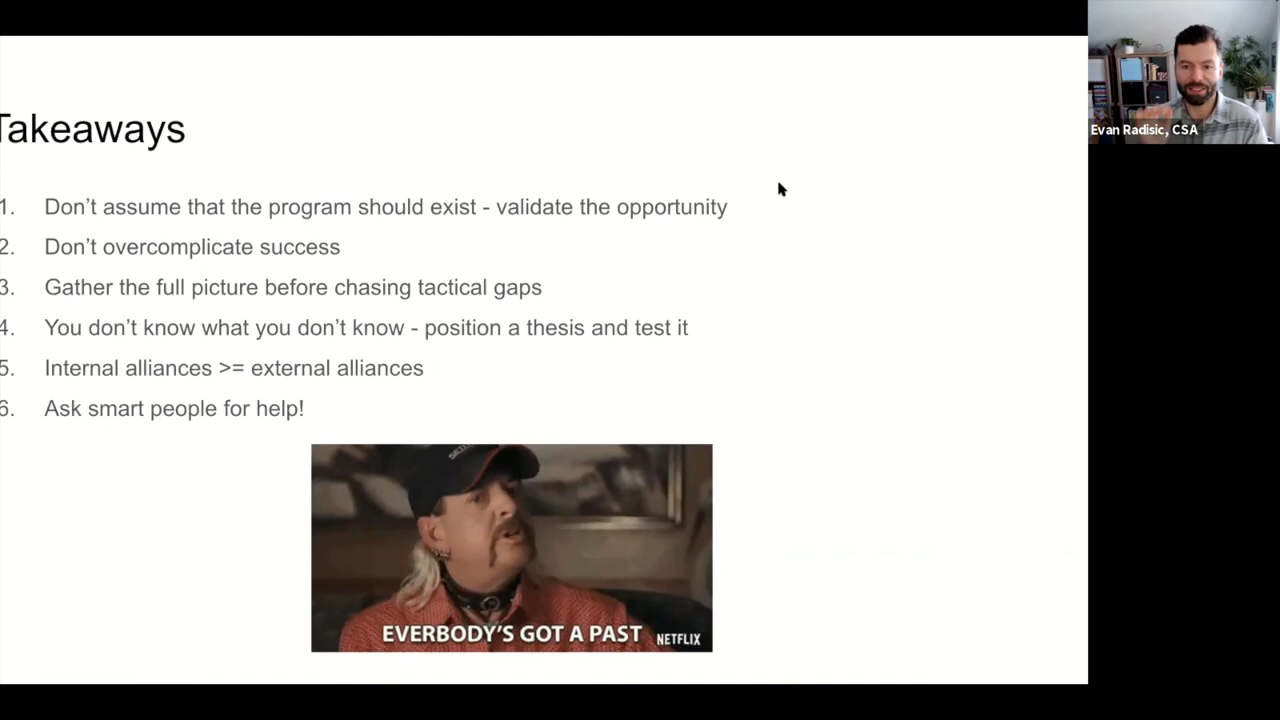 Takeaways
Evan Radisic, CSA
1. Don’t assume that the program should exist - validate the opportunity
2. Don’t overcomplicate success
3. Gather the full picture before chasing tactical gaps
4. You don’t know what you don’t know - position a thesis and test it
5. Internal alliances >= external alliances
6. Ask smart people for help!
EVERBODY'S GOT A PAST
NETFLIX